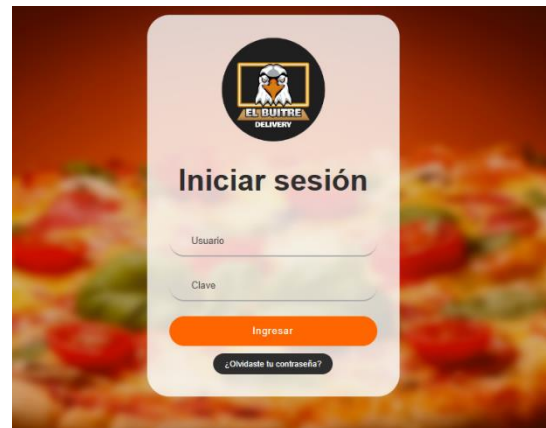 EL BUITRE
DELIVERY
Iniciar sesión
Usuario
Clave
Ingresar
¿Olvidaste tu contraseña?